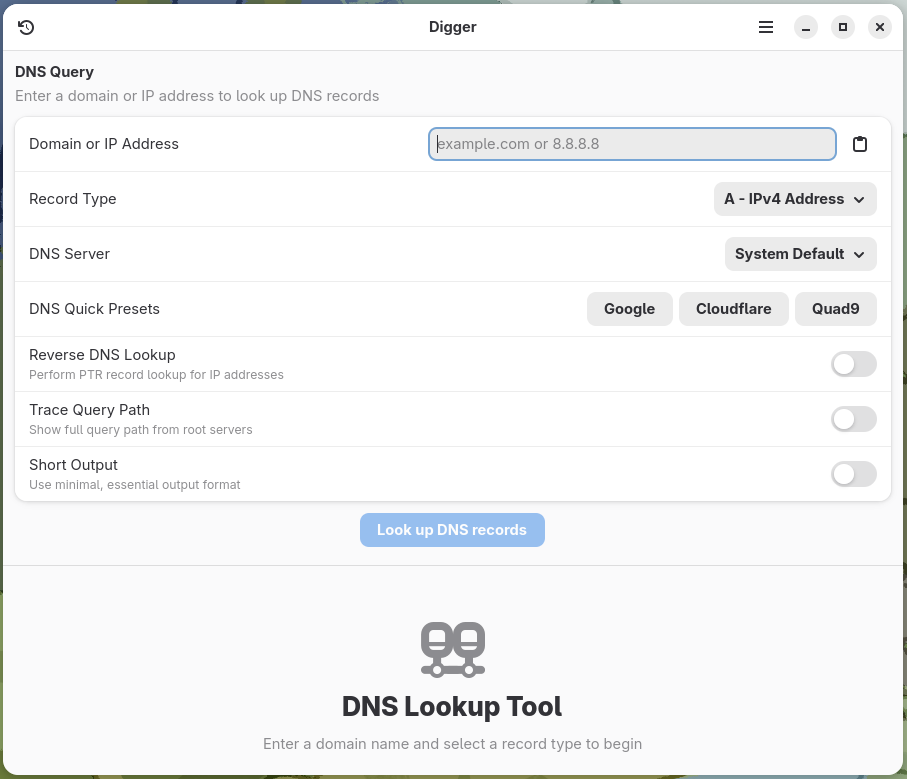 Digger
DNS Query
Enter a domain or IP address to look up DNS records
Domain or IP Address
example.com or 8.8.8.8
Record Type
A - IPv4 Address
DNS Server
System Default
DNS Quick Presets
Google
Cloudflare
Quad9
Reverse DNS Lookup
Perform PTR record lookup for IP addresses
Trace Query Path
Show full query path from root servers
Short Output
Use minimal, essential output format
Look up DNS records
DNS Lookup Tool
Enter a domain name and select a record type to begin